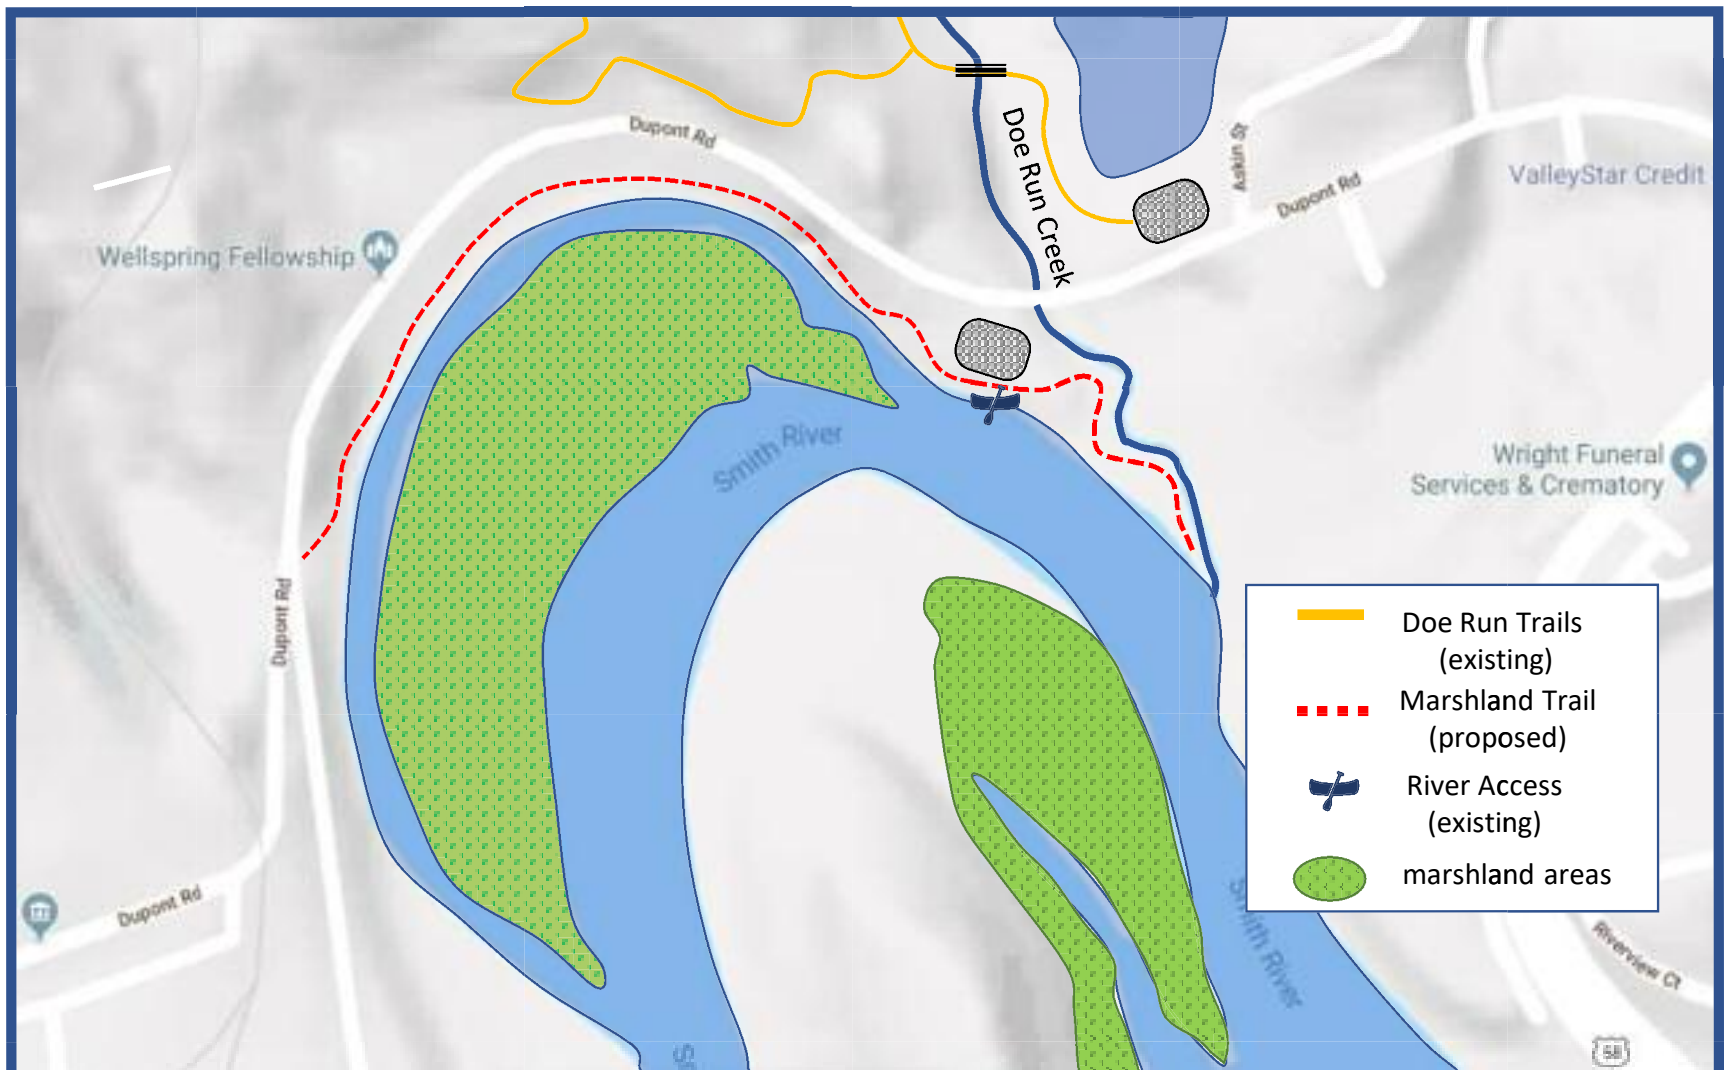 Dupont Rd
Doe Run Creek
Askin St
Dupont Rd
ValleyStar Credit
Wellspring Fellowship
Smith River
Wright Funeral
Services & Crematory
Dupont Rd
Doe Run Trails
(existing)
Marshland Trail
(proposed)
River Access
(existing)
marshland areas
Dupont Rd
Smith River
Riverview Ct
58